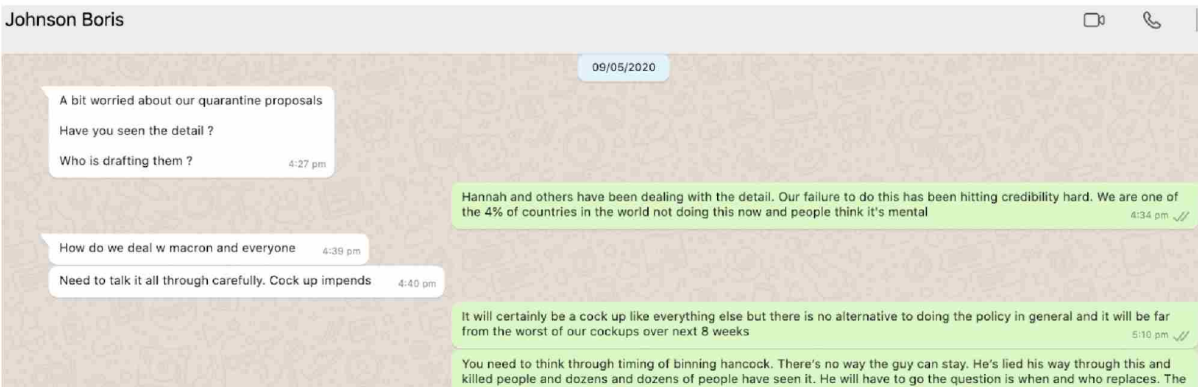 Johnson Boris
09/05/2020
A bit worried about our quarantine proposals
Have you seen the detail ?
Who is drafting them ?
4:27 pm
Hannah and others have been dealing with the detail. Our failure to do this has been hitting credibility hard. We are one of
the 4% of countries in the world not doing this now and people think it's mental
4:34 pm
How do we deal w macron and everyone
4:39 pm
Need to talk it all through carefully. Cock up impends
4:40 pm
It will certainly be a cock up like everything else but there is no alternative to doing the policy in general and it will be far
from the worst of our cockups over next 8 weeks
5:10 pm
You need to think through timing of binning hancock. There's no way the guy can stay. He's lied his way through this and
killed people and dozens and dozens of people have seen it. He will have to go the question is when and who replaces. The